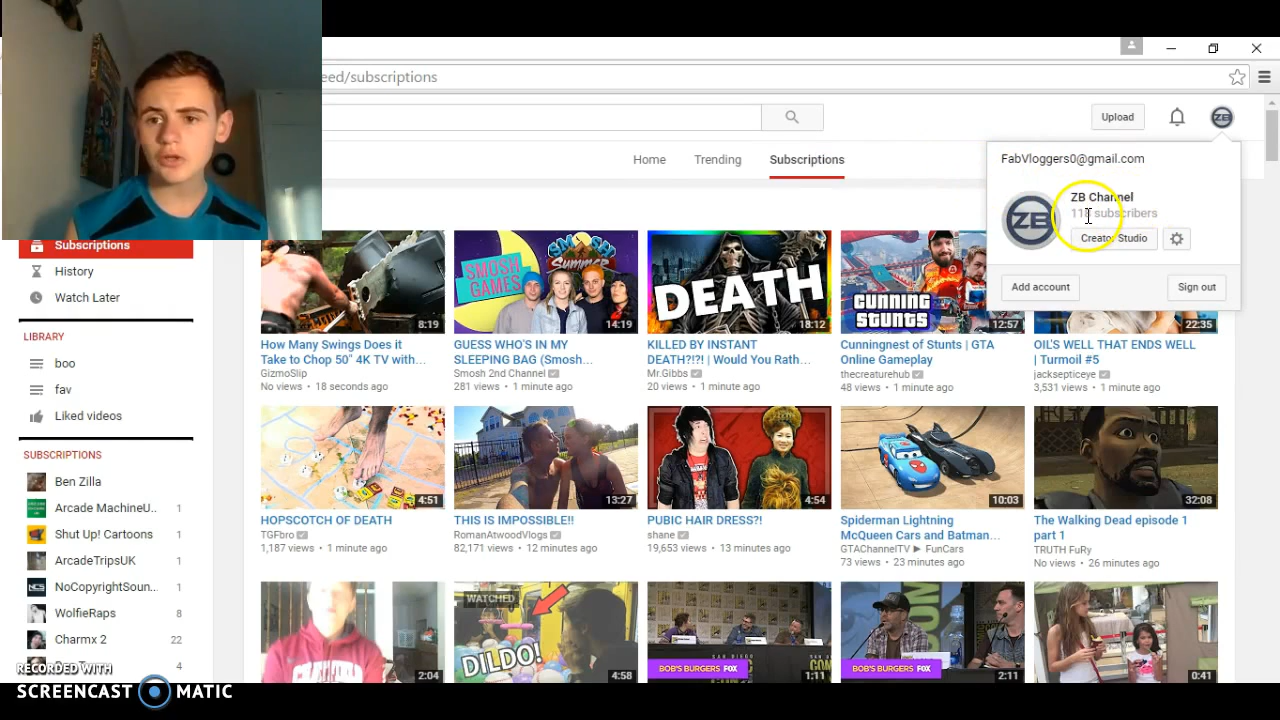 eed/subscriptions
Upload
ZB
Home Trending Subscriptions
FabVloggers0@gmail.com
ZB
ZB Channel
subscribers
Creator Studio
Add account Sign out
Subscriptions
History
Watch Later
LIBRARY
boo
fav
Liked videos
SUBSCRIPTIONS
Ben Zilla
Arcade MachineU.. 1
Shut Up! Cartoons 1
ArcadeTripsUK 1
NoCopyrightSoun... 1
WolfieRaps 8
Charmx 2 22
4
8:19
How Many Swings Does it
Take to Chop 50" 4K TV with...
GizmoSlip
No views • 18 seconds ago
SMOSH
Summer
SMOSH
GAMES
14:19
GUESS WHO'S IN MY
SLEEPING BAG (Smosh...
Smosh 2nd Channel
281 views • 1 minute ago
DEATH
18:12
KILLED BY INSTANT
DEATH?!?! | Would You Rath...
Mr.Gibbs
20 views • 1 minute ago
CUNNING
STUNTS
12:57
Cunningnest of Stunts | GTA
Online Gameplay
thecreaturehub
48 views • 1 minute ago
22:35
OIL'S WELL THAT ENDS WELL
| Turmoil #5
jacksepticeye
3,531 views • 1 minute ago
4:51
HOPSCOTCH OF DEATH
TGFbro
1,187 views • 1 minute ago
13:27
THIS IS IMPOSSIBLE!!
RomanAtwoodVlogs
82,171 views • 12 minutes ago
4:54
PUBIC HAIR DRESS?!
shane
19,653 views • 13 minutes ago
10:03
Spiderman Lightning
McQueen Cars and Batman...
GTAChannelTV ▶ FunCars
73 views • 23 minutes ago
32:08
The Walking Dead episode 1
part 1
TRUTH FuRy
No views • 26 minutes ago
2:04
WATCHED
DILDO!
4:58
BOB'S BURGERS FOX
1:11
BOB'S BURGERS FOX
2:11
0:41
RECORDED WITH
SCREENCAST MATIC